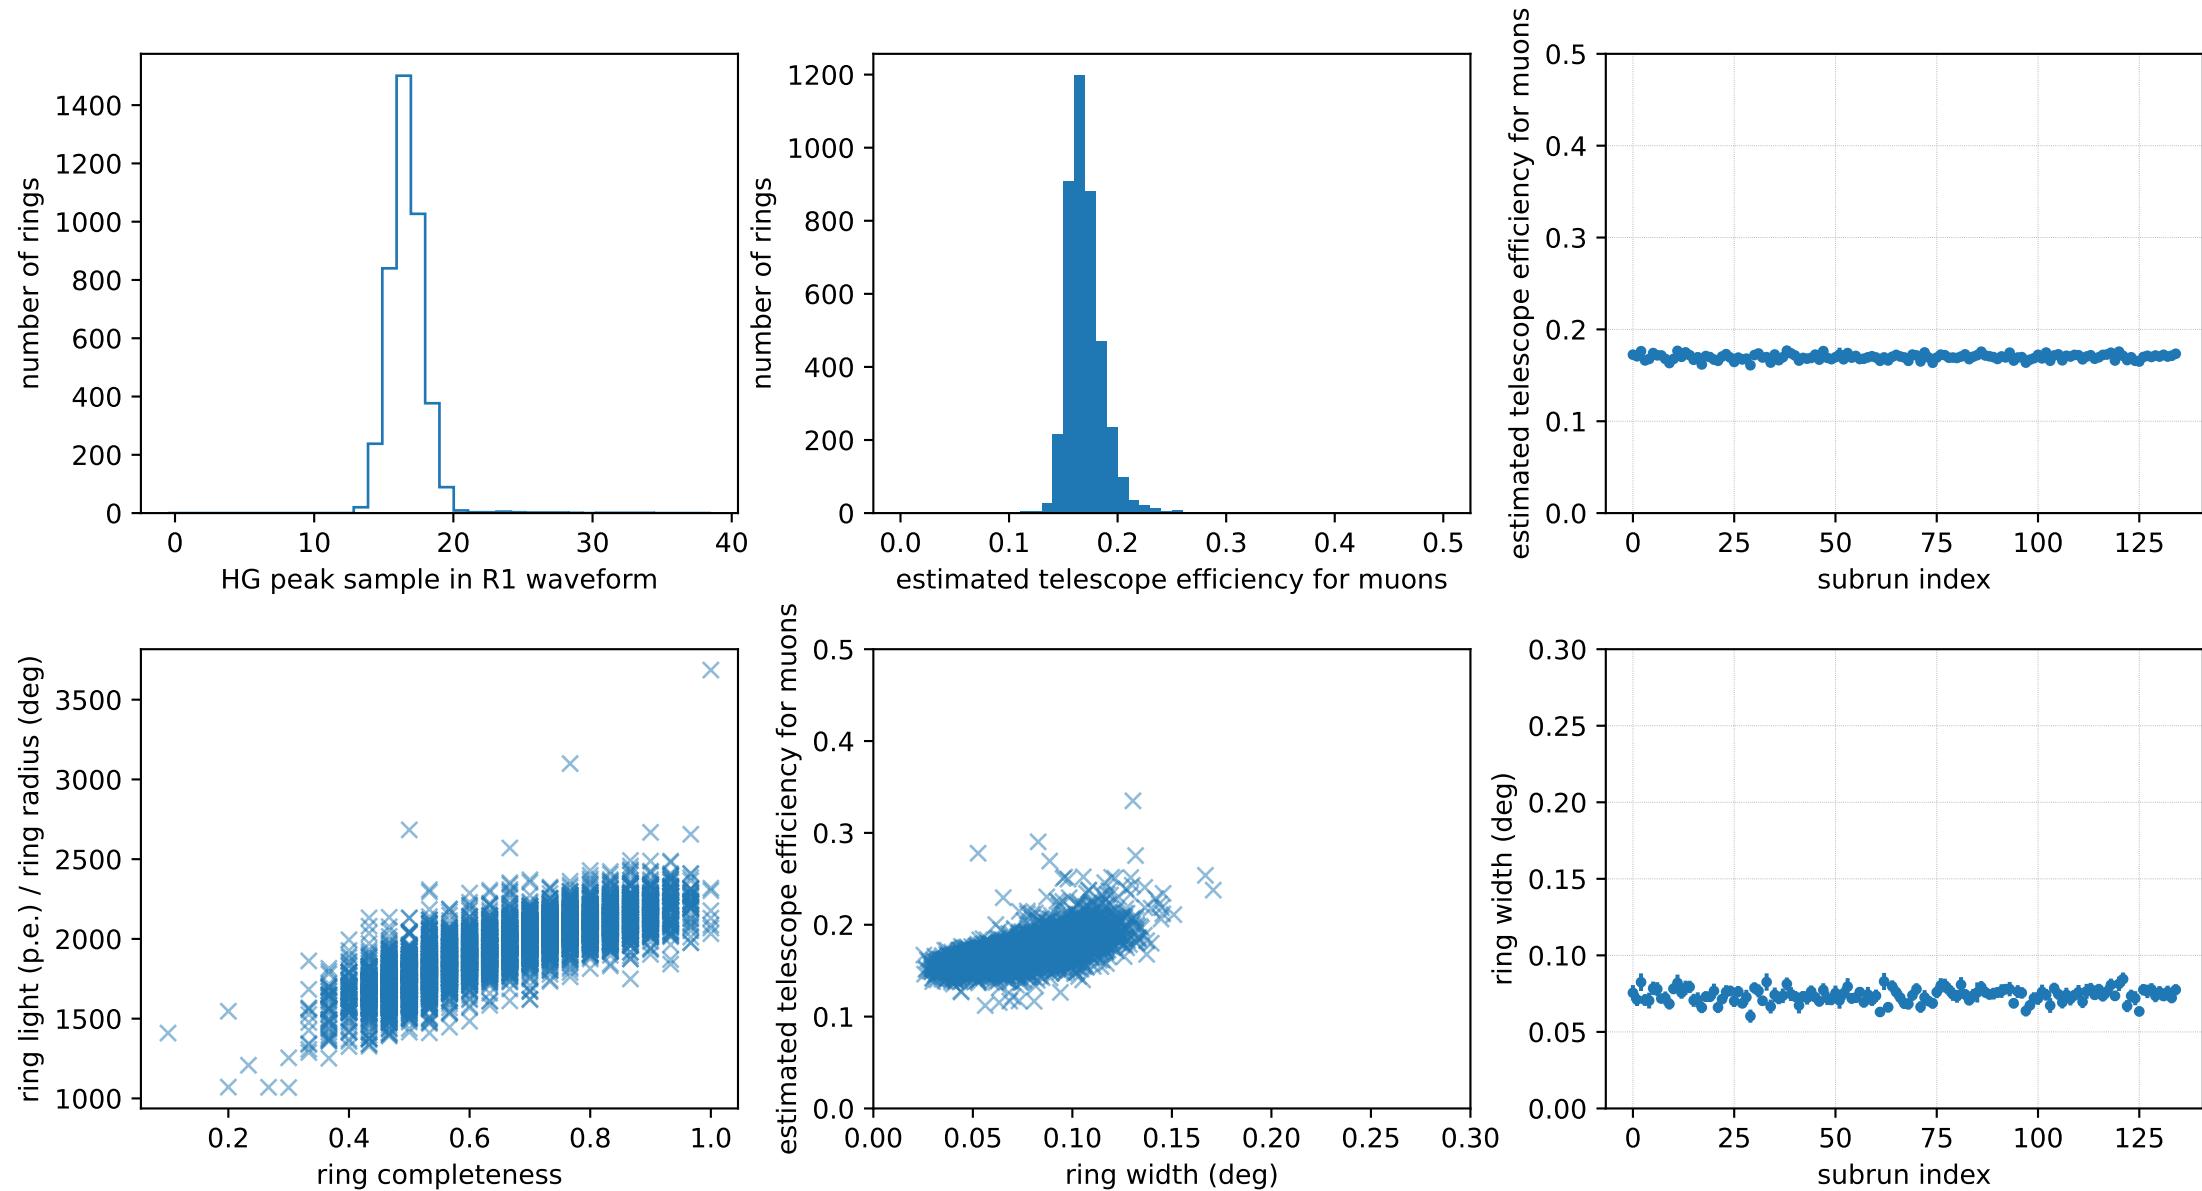 1400
1200
1000
800
600
400
200
0
number of rings
0 10 20 30 40
HG peak sample in R1 waveform
1200
1000
800
600
400
200
0
number of rings
0.0 0.1 0.2 0.3 0.4 0.5
estimated telescope efficiency for muons
0.5
0.4
0.3
0.2
0.1
0.0
estimated telescope efficiency for muons
0 25 50 75 100 125
subrun index
3500
3000
2500
2000
1500
1000
ring light (p.e.) / ring radius (deg)
0.2 0.4 0.6 0.8 1.0
ring completeness
0.5
0.4
0.3
0.2
0.1
0.0
estimated telescope efficiency for muons
0.00 0.05 0.10 0.15 0.20 0.25 0.30
ring width (deg)
0.30
0.25
0.20
0.15
0.10
0.05
0.00
ring width (deg)
0 25 50 75 100 125
subrun index